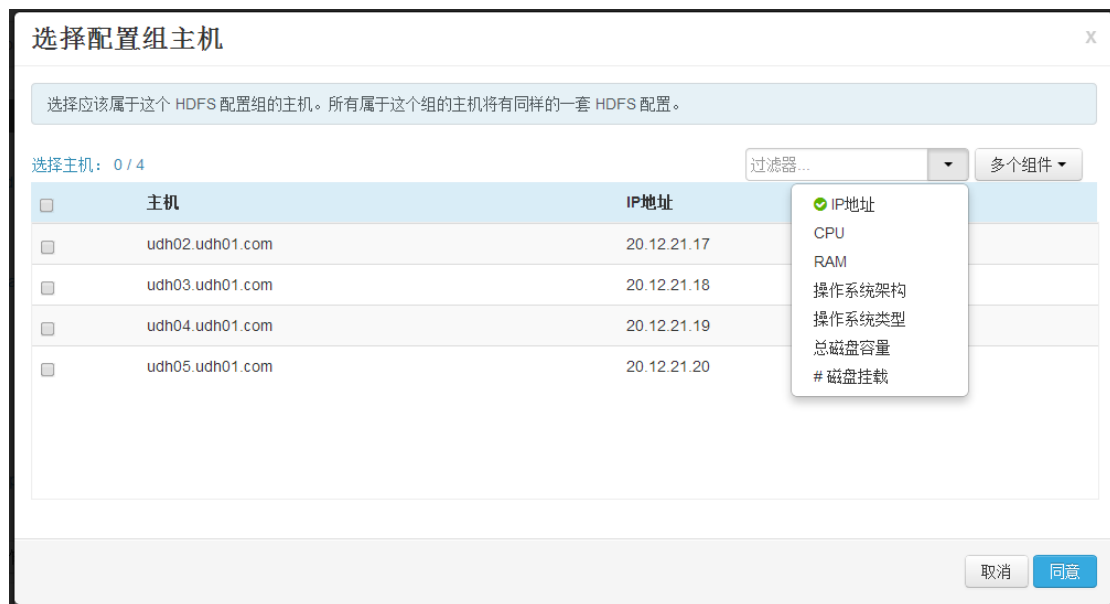 选择配置组主机
X
选择应该属于这个 HDFS 配置组的主机。所有属于这个组的主机将有同样的一套 HDFS 配置。
选择主机： 0 / 4
过滤器...
多个组件
主机 IP地址
udh02.udh01.com 20.12.21.17
udh03.udh01.com 20.12.21.18
udh04.udh01.com 20.12.21.19
udh05.udh01.com 20.12.21.20
IP地址
CPU
RAM
操作系统架构
操作系统类型
总磁盘容量
# 磁盘挂载
取消 同意